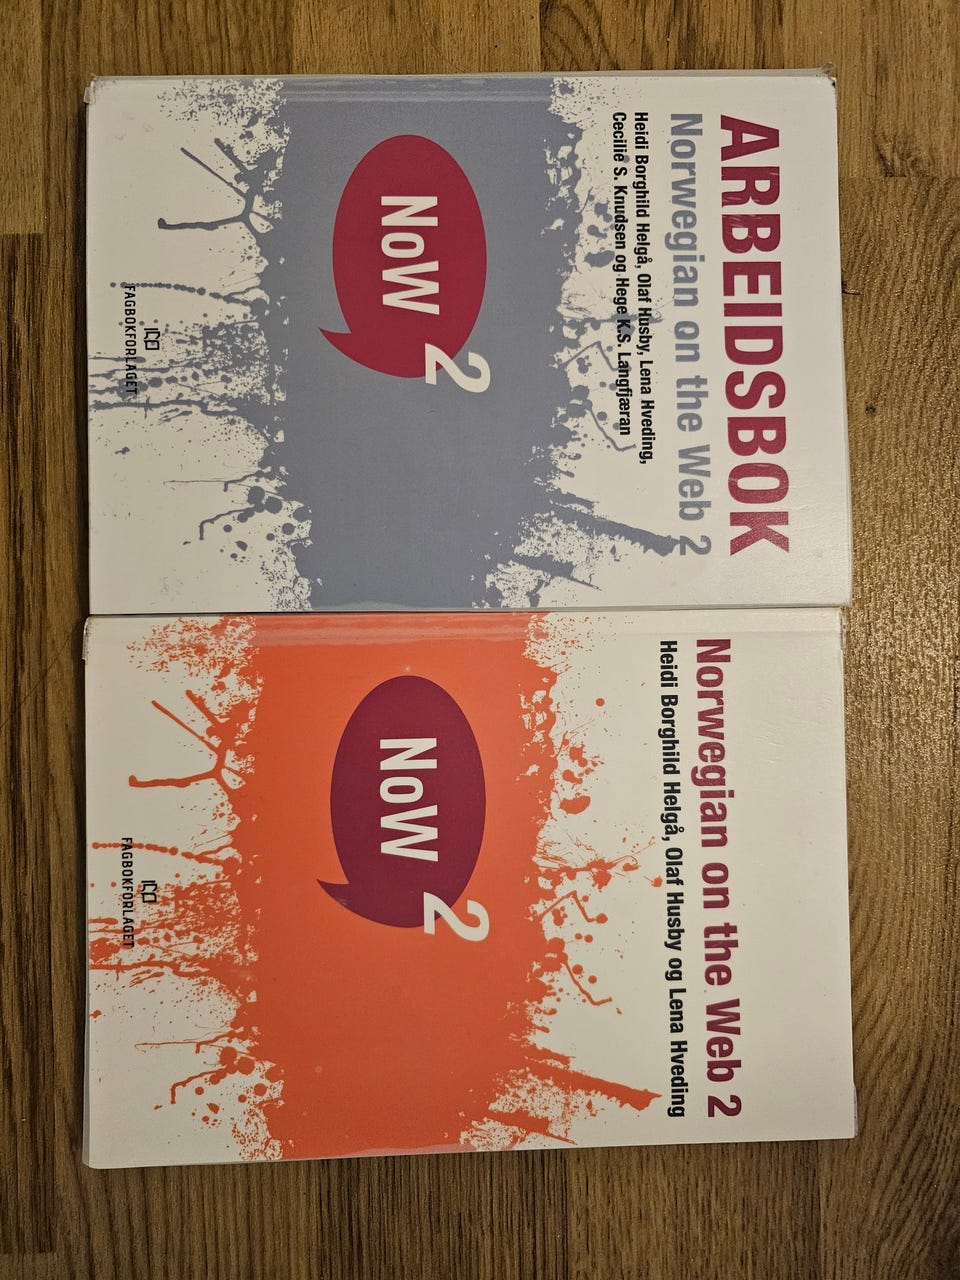 ARBEIDSBOK
Norwegian on the Web 2
Heidi Borghild Helgå, Olaf Husby, Lena Hveding,
Cecilie S. Knudsen og Hege K.S. Langfjæran
NoW
2
FAGBOKFORLAGET
Norwegian on the Web 2
Heidi Borghild Helgå, Olaf Husby og Lena Hveding
NoW
2
FAGBOKFORLAGET